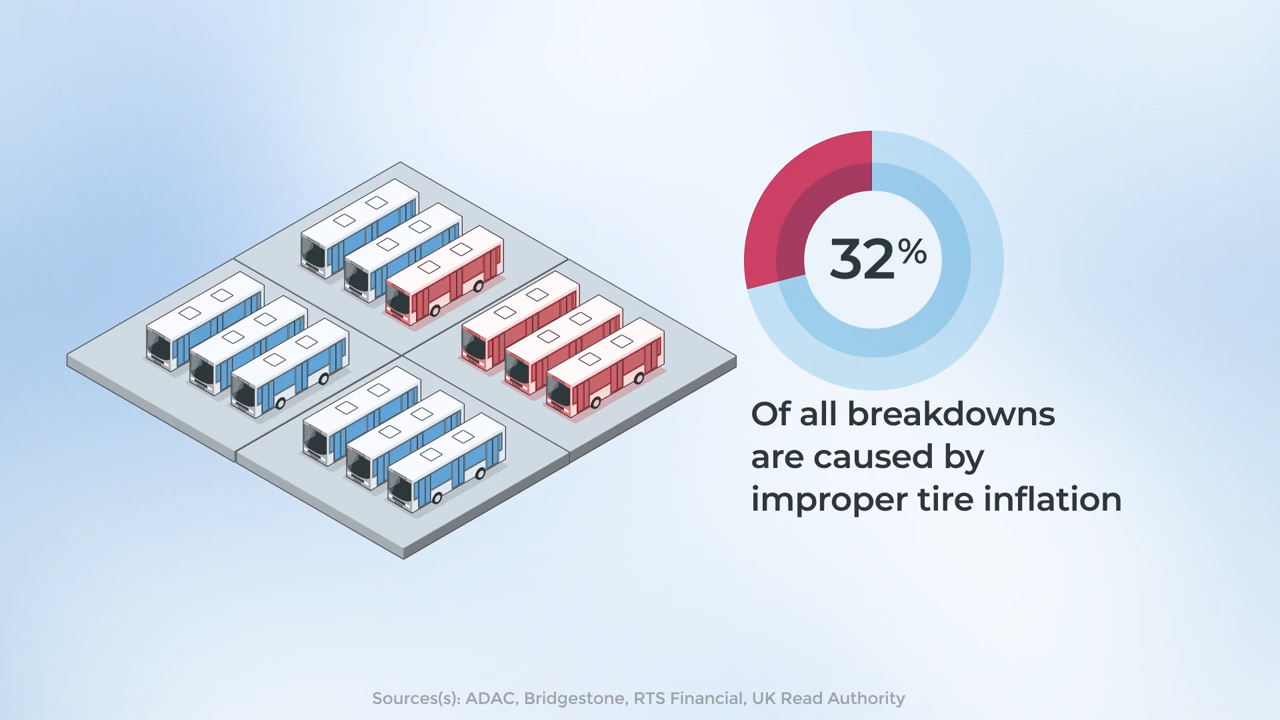 32%
Of all breakdowns
are caused by
improper tire inflation
Sources(s): ADAC, Bridgestone, RTS Financial, UK Read Authority